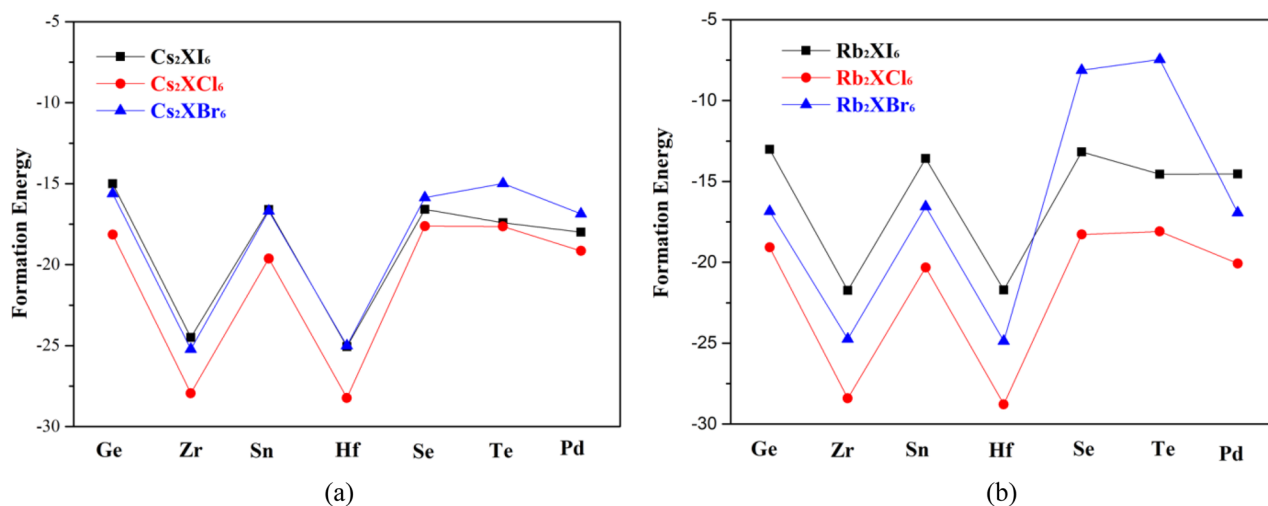 -5
-10
-15
-20
-25
-30
Formation Energy
Cs₂XI₆
Cs₂XCl₆
Cs₂XBr₆
Ge Zr Sn Hf Se Te Pd
(a)
-5
-10
-15
-20
-25
-30
Formation Energy
Rb₂XI₆
Rb₂XCl₆
Rb₂XBr₆
Ge Zr Sn Hf Se Te Pd
(b)